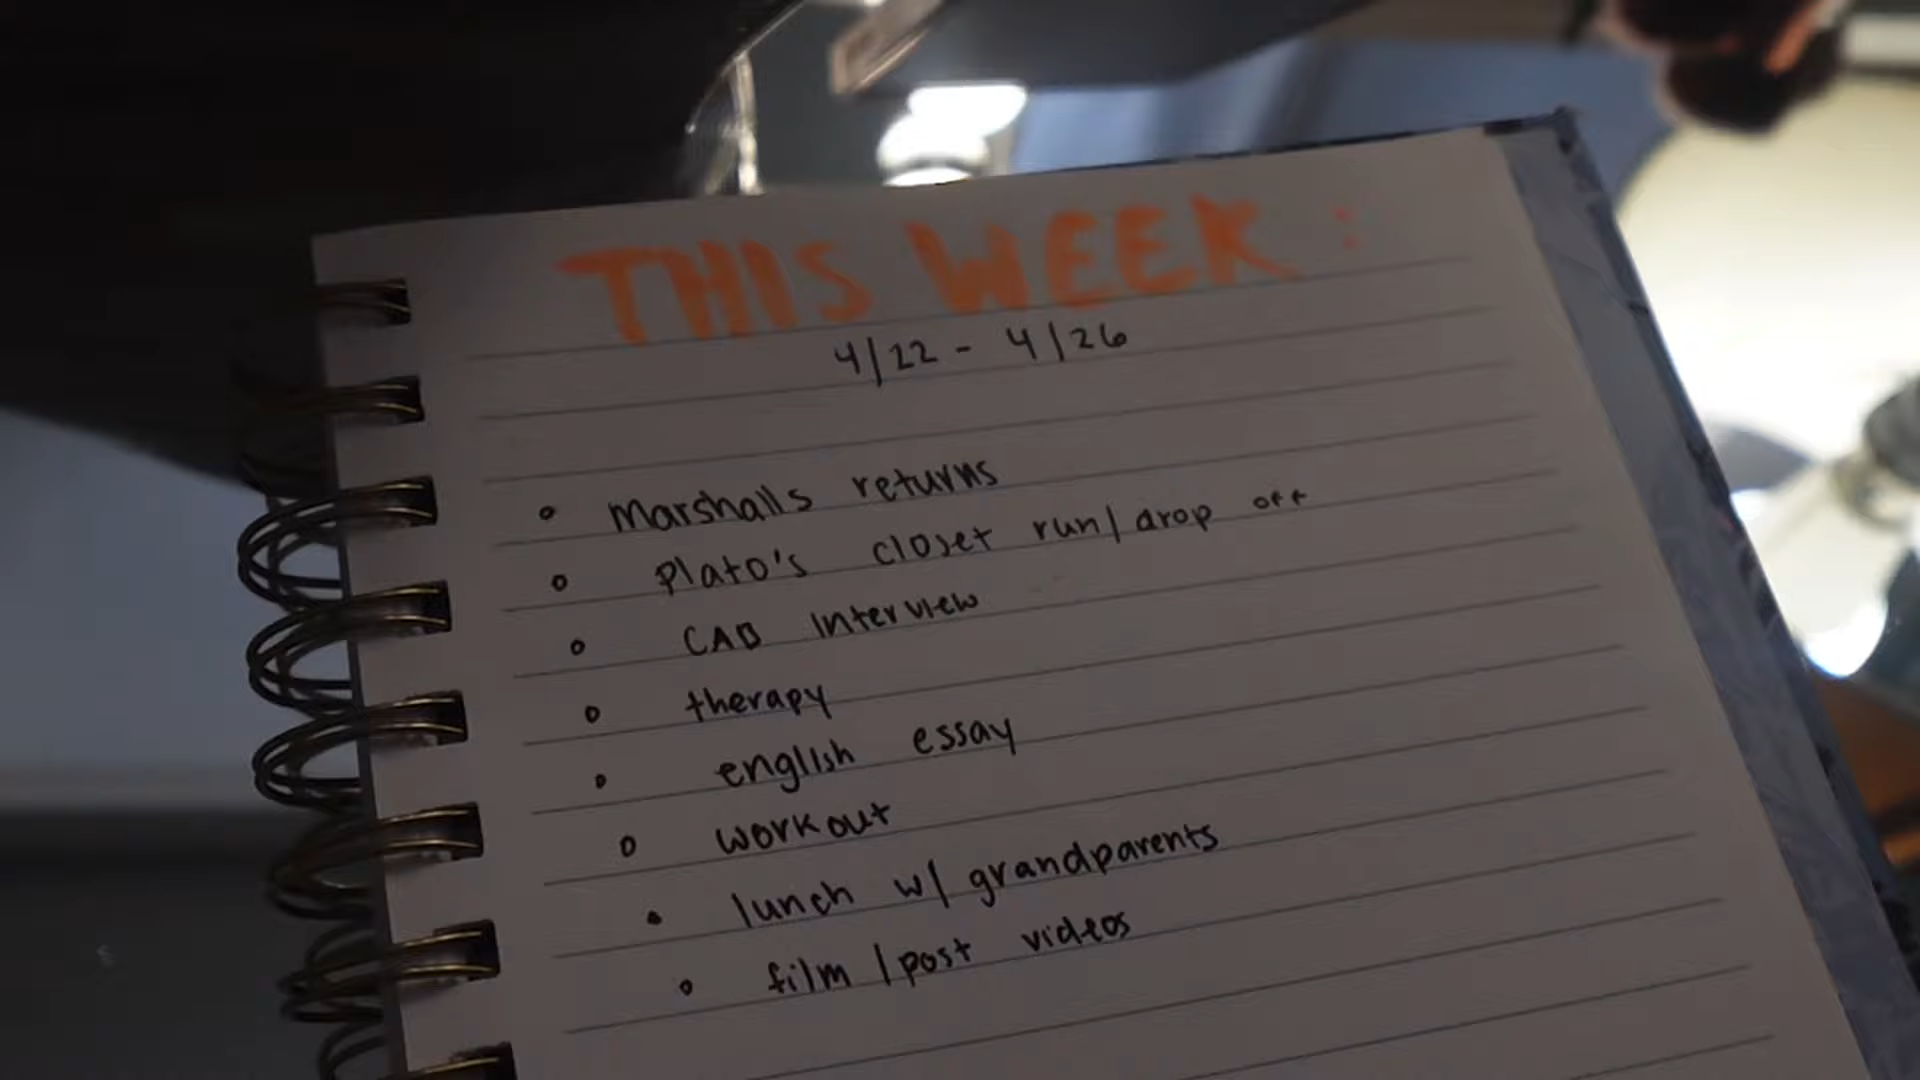 THIS WEEK:
4/22 - 4/26
• Marshalls returns
• Plato's closet run/drop off
• CAB interview
• therapy
• english essay
• workout
• lunch w/ grandparents
• film/post videos